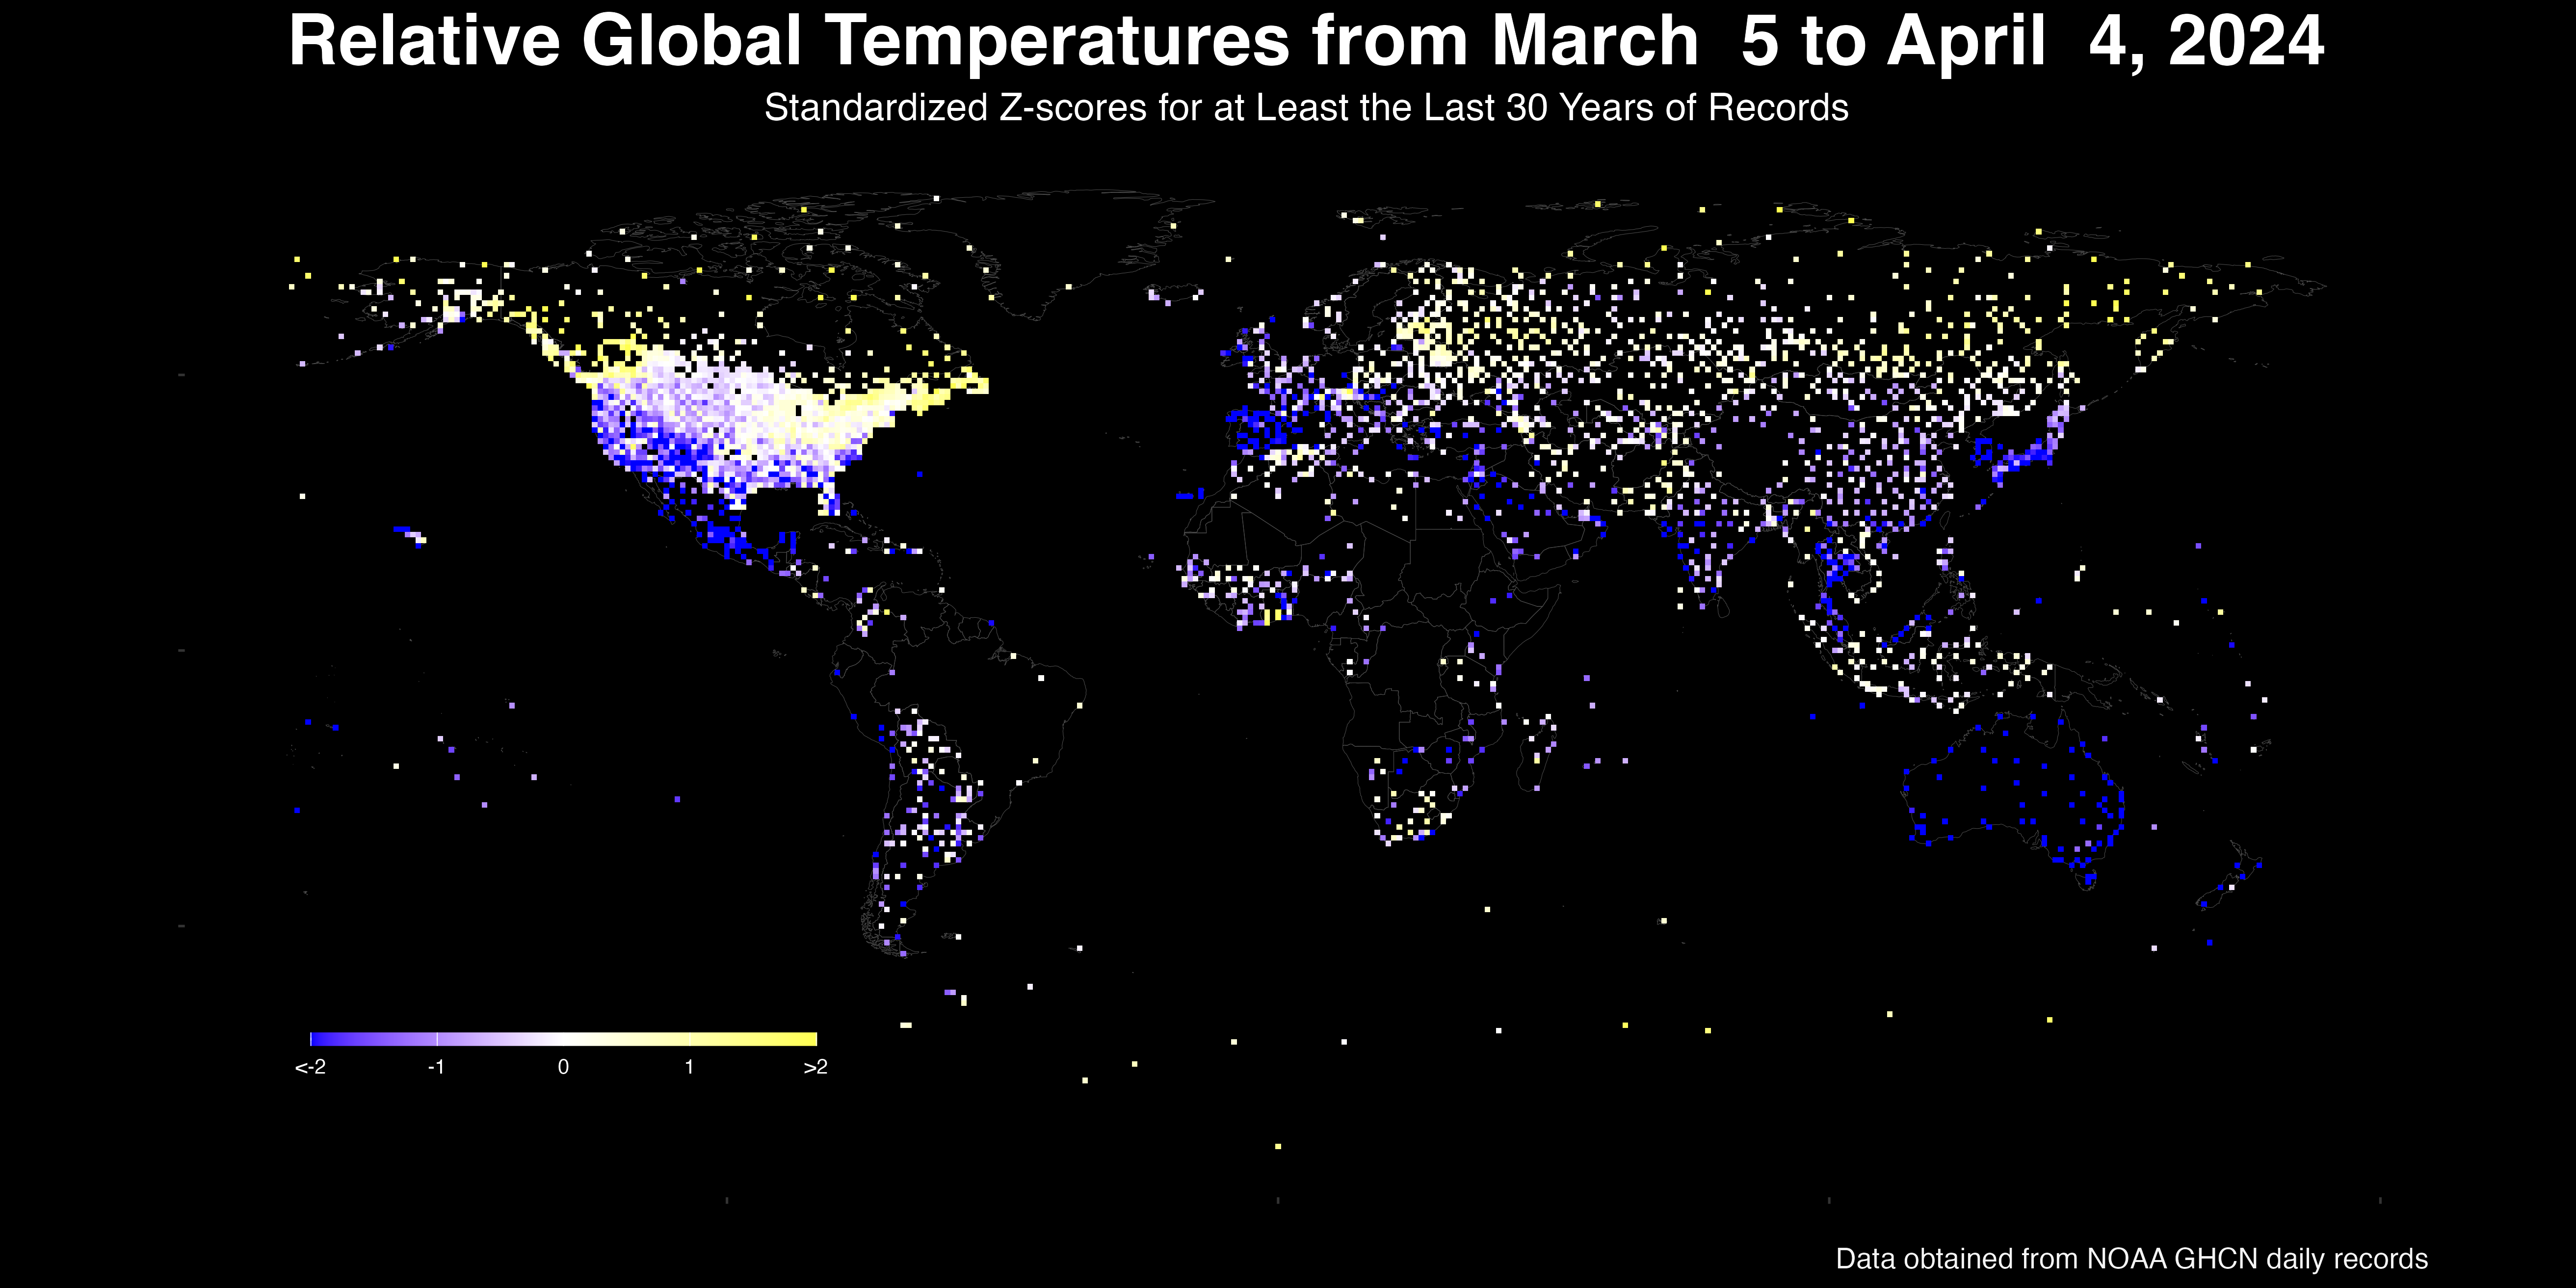 Relative Global Temperatures from March  5 to April  4, 2024
Standardized Z-scores for at Least the Last 30 Years of Records
<-2 -1 0 1 >2
Data obtained from NOAA GHCN daily records